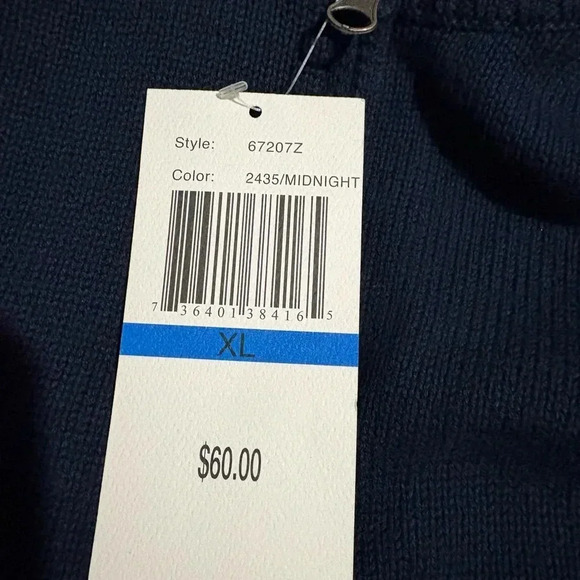 Style: 67207Z
Color: 2435/MIDNIGHT
7 36401 38416 5
XL
$60.00